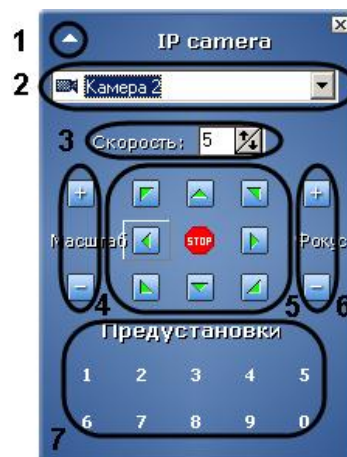 1 IP camera
2 Камера 2
3 Скорость: 5
+ +
Масштаб STOP Рокус
- -
4 5 6
Предустановки
1 2 3 4 5
6 7 8 9 0
7